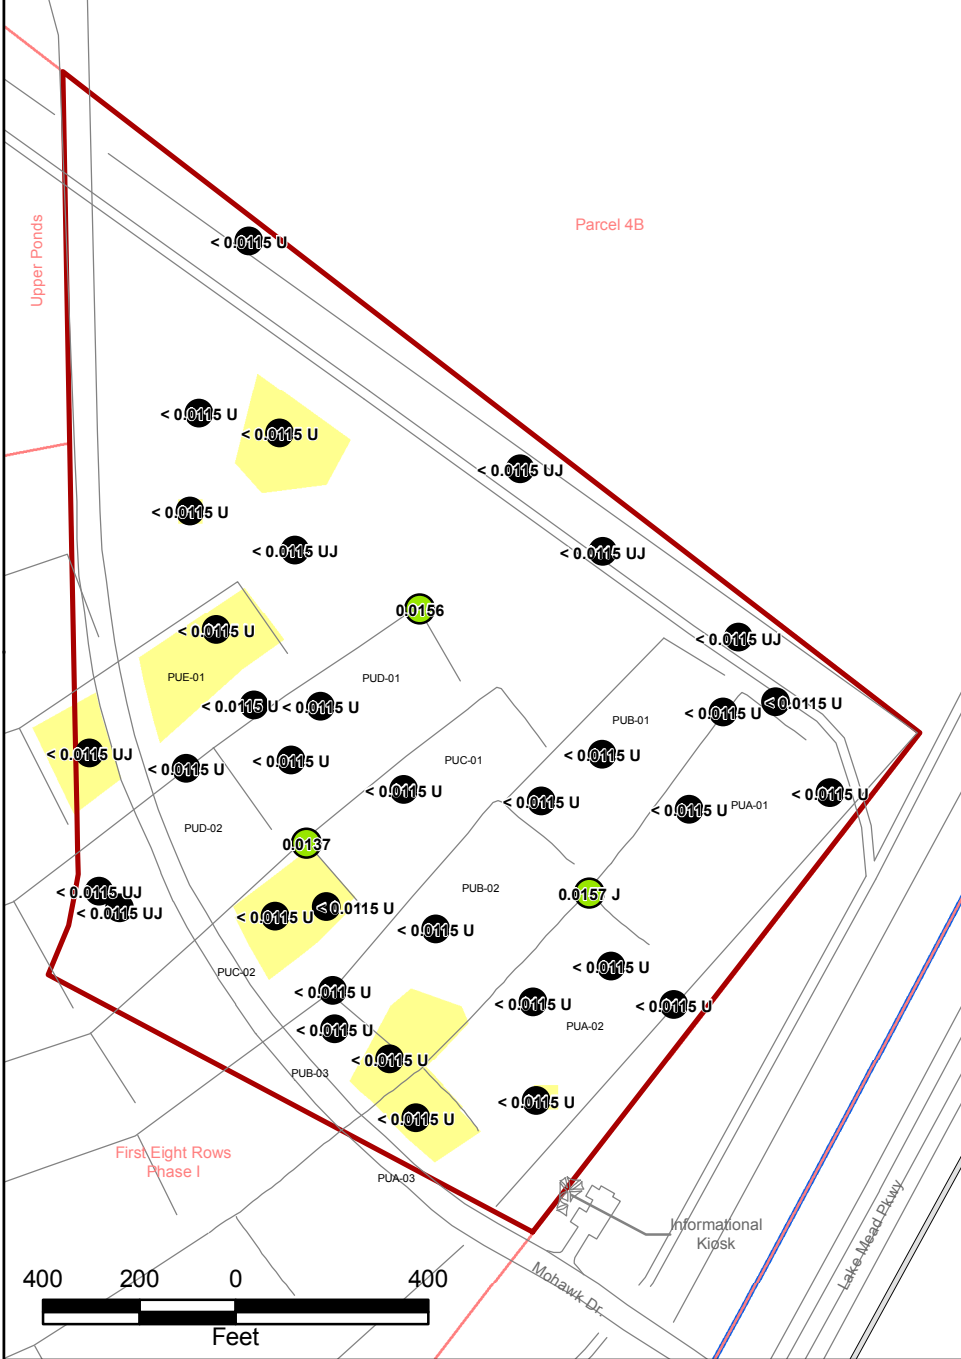 Parcel 4B
Upper Ponds
< 0.0115 U
< 0.0115 U
< 0.0115 U
< 0.0115 UJ
< 0.0115 U
< 0.0115 UJ
< 0.0115 UJ
0.0156
< 0.0115 U
< 0.0115 UJ
PUE-01
PUD-01
< 0.0115 U
< 0.0115 U
PUB-01
< 0.0115 U
< 0.0115 U
< 0.0115 UJ
< 0.0115 U
< 0.0115 U
PUC-01
< 0.0115 U
< 0.0115 U
< 0.0115 U
< 0.0115 U
PUA-01
< 0.0115 U
PUD-02
0.0137
PUB-02
< 0.0115 UJ
< 0.0115 UJ
0.0157 J
< 0.0115 U
< 0.0115 U
< 0.0115 U
PUC-02
< 0.0115 U
< 0.0115 U
< 0.0115 U
< 0.0115 U
< 0.0115 U
PUA-02
PUB-03
< 0.0115 U
< 0.0115 U
< 0.0115 U
First Eight Rows
Phase I
PUA-03
Informational
Kiosk
Lake Mead Pkwy
Mohawk Dr.
400 200 0 400
Feet